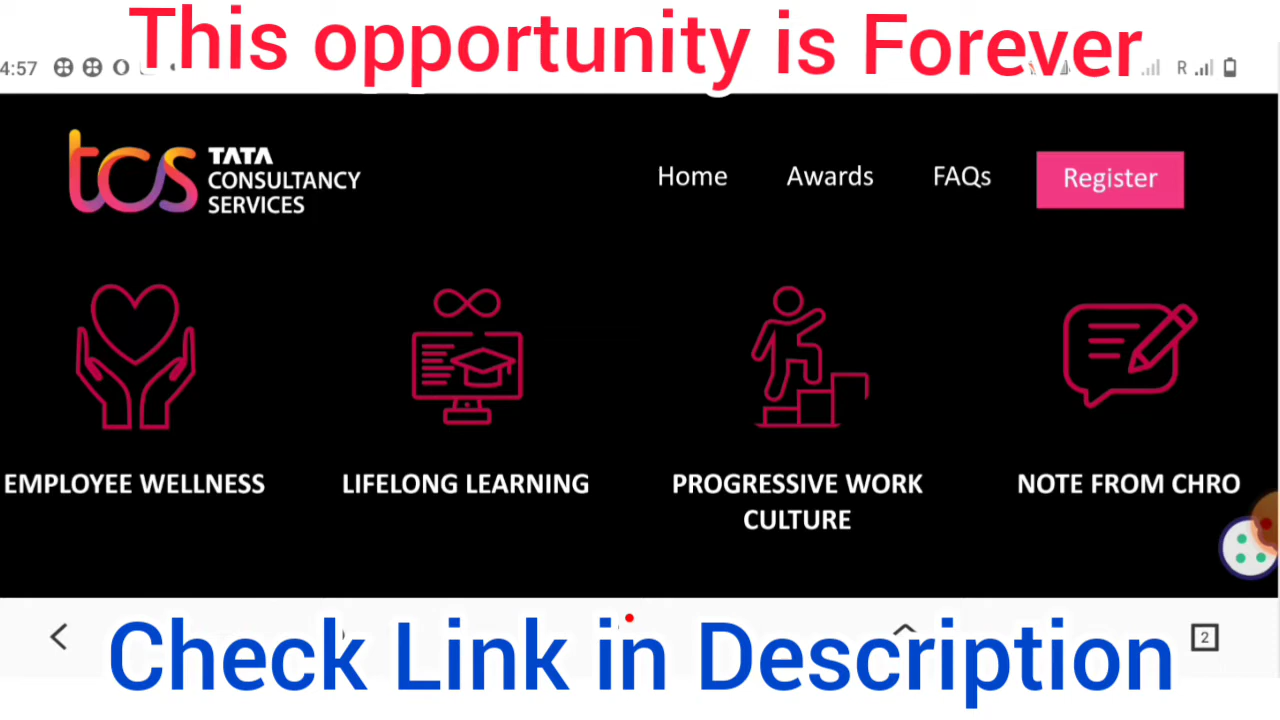 This opportunity is Forever
4:57
R
tcs TATA
CONSULTANCY
SERVICES
Home Awards FAQs Register
EMPLOYEE WELLNESS
LIFELONG LEARNING
PROGRESSIVE WORK
CULTURE
NOTE FROM CHRO
Check Link in Description
2